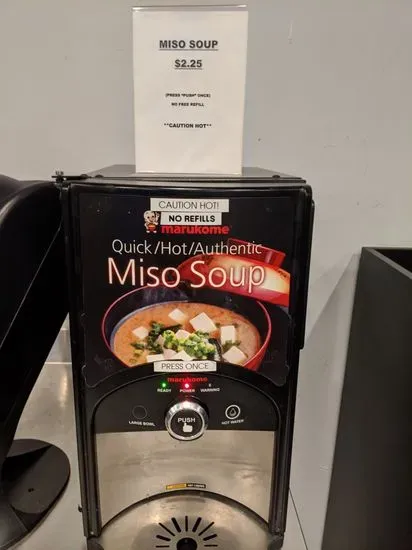 MISO SOUP
$2.25
(PRESS "PUSH" ONCE)
NO FREE REFILL
**CAUTION HOT**
CAUTION HOT!
NO REFILLS
marukome
Quick/Hot/Authentic
Miso Soup
PRESS ONCE
marukome
READY POWER WARNING
PUSH
LARGE BOWL
HOT WATER